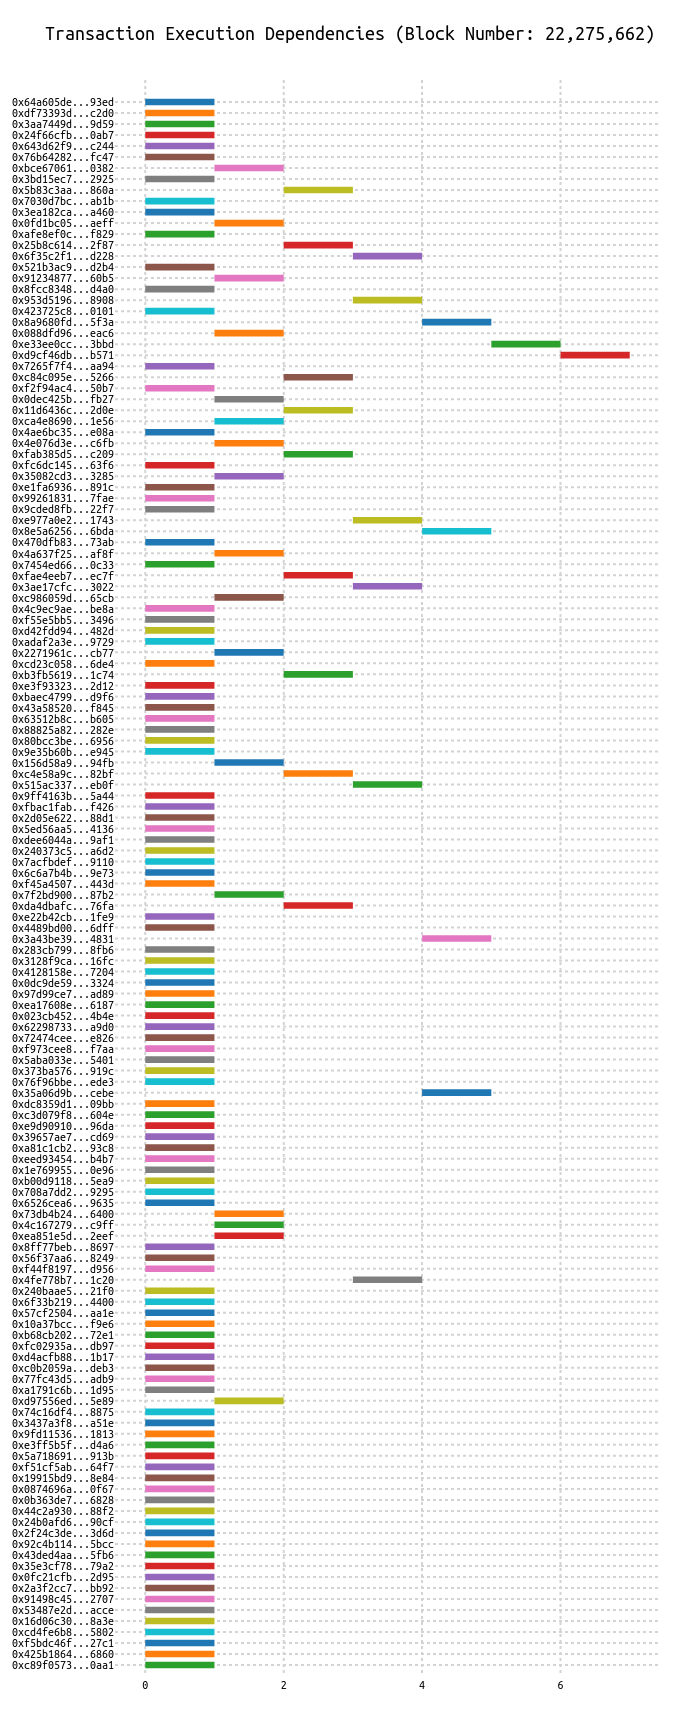 Transaction Execution Dependencies (Block Number: 22,275,662)
0x64a605de...93ed
0xdf73393d...c2d0
0x3aa7449d...9d59
0x24f66cfb...0ab7
0x643d62f9...c244
0x76b64282...fc47
0xbce67061...0382
0x3bd15ec7...2925
0x5b83c3aa...860a
0x7030d7bc...ab1b
0x3ea182ca...a460
0x0fd1bc05...aeff
0xafe8ef0c...f829
0x25b8c614...2f87
0x6f35c2f1...d228
0x521b3ac9...d2b4
0x91234877...60b5
0x8fcc8348...d4a0
0x953d5196...8908
0x423725c8...0101
0x8a9680fd...5f3a
0x088dfd96...eac6
0xe33ee0cc...3bbd
0xd9cf46db...b571
0x7265f7f4...aa94
0xc84c095e...5266
0xf2f94ac4...50b7
0x0dec425b...fb27
0x11d6436c...2d0e
0xca4e8690...1e56
0x4ae6bc35...e08a
0x4e076d3e...c6fb
0xfab385d5...c209
0xfc6dc145...63f6
0x35082cd3...3285
0xe1fa6936...891c
0x99261831...7fae
0x9cded8fb...22f7
0xe977a0e2...1743
0x8e5a6256...6bda
0x470dfb83...73ab
0x4a637f25...af8f
0x7454ed66...0c33
0xfae4eeb7...ec7f
0x3ae17cfc...3022
0xc986059d...65cb
0x4c9ec9ae...be8a
0xf55e5bb5...3496
0xd42fdd94...482d
0xadaf2a3e...9729
0x2271961c...cb77
0xcd23c058...6de4
0xb3fb5619...1c74
0xe3f93323...2d12
0xbaec4799...d9f6
0x43a58520...f845
0x63512b8c...b605
0x88825a82...282e
0x80bcc3be...6956
0x9e35b60b...e945
0x156d58a9...94fb
0xc4e58a9c...82bf
0x515ac337...eb0f
0x9ff4163b...5a44
0xfbac1fab...f426
0x2d05e622...88d1
0x5ed56aa5...4136
0xdee6044a...9af1
0x240373c5...a6d2
0x7acfbdef...9110
0x6c6a7b4b...9e73
0xf45a4507...443d
0x7f2bd900...87b2
0xda4dbafc...76fa
0xe22b42cb...1fe9
0x4489bd00...6dff
0x3a43be39...4831
0x283cb799...8fb6
0x3128f9ca...16fc
0x4128158e...7204
0x0dc9de59...3324
0x97d99ce7...ad89
0xea17608e...6187
0x023cb452...4b4e
0x62298733...a9d0
0x72474cee...e826
0xf973cee8...f7aa
0x5aba033e...5401
0x373ba576...919c
0x76f96bbe...ede3
0x35a06d9b...cebe
0xdc8359d1...09bb
0xc3d079f8...604e
0xe9d90910...96da
0x39657ae7...cd69
0xa81c1cb2...93c8
0xeed93454...b4b7
0x1e769955...0e96
0xb00d9118...5ea9
0x708a7dd2...9295
0x6526cea6...9635
0x73db4b24...6400
0x4c167279...c9ff
0xea851e5d...2eef
0x8ff77beb...8697
0x56f37aa6...8249
0xf44f8197...d956
0x4fe778b7...1c20
0x240baae5...21f0
0x6f33b219...4400
0x57cf2504...aa1e
0x10a37bcc...f9e6
0xb68cb202...72e1
0xfc02935a...db97
0xd4acfb88...1b17
0xc0b2059a...deb3
0x77fc43d5...adb9
0xa1791c6b...1d95
0xd97556ed...5e89
0x74c16df4...8875
0x3437a3f8...a51e
0x9fd11536...1813
0xe3ff5b5f...d4a6
0x5a718691...913b
0xf51cf5ab...64f7
0x19915bd9...8e84
0x0874696a...0f67
0x0b363de7...6828
0x44c2a930...88f2
0x24b0afd6...90cf
0x2f24c3de...3d6d
0x92c4b114...5bcc
0x43ded4aa...5fb6
0x35e3cf78...79a2
0x0fc21cfb...2d95
0x2a3f2cc7...bb92
0x91498c45...2707
0x53487e2d...acce
0x16d06c30...8a3e
0xcd4fe6b8...5802
0xf5bdc46f...27c1
0x425b1864...6860
0xc89f0573...0aa1
0 2 4 6